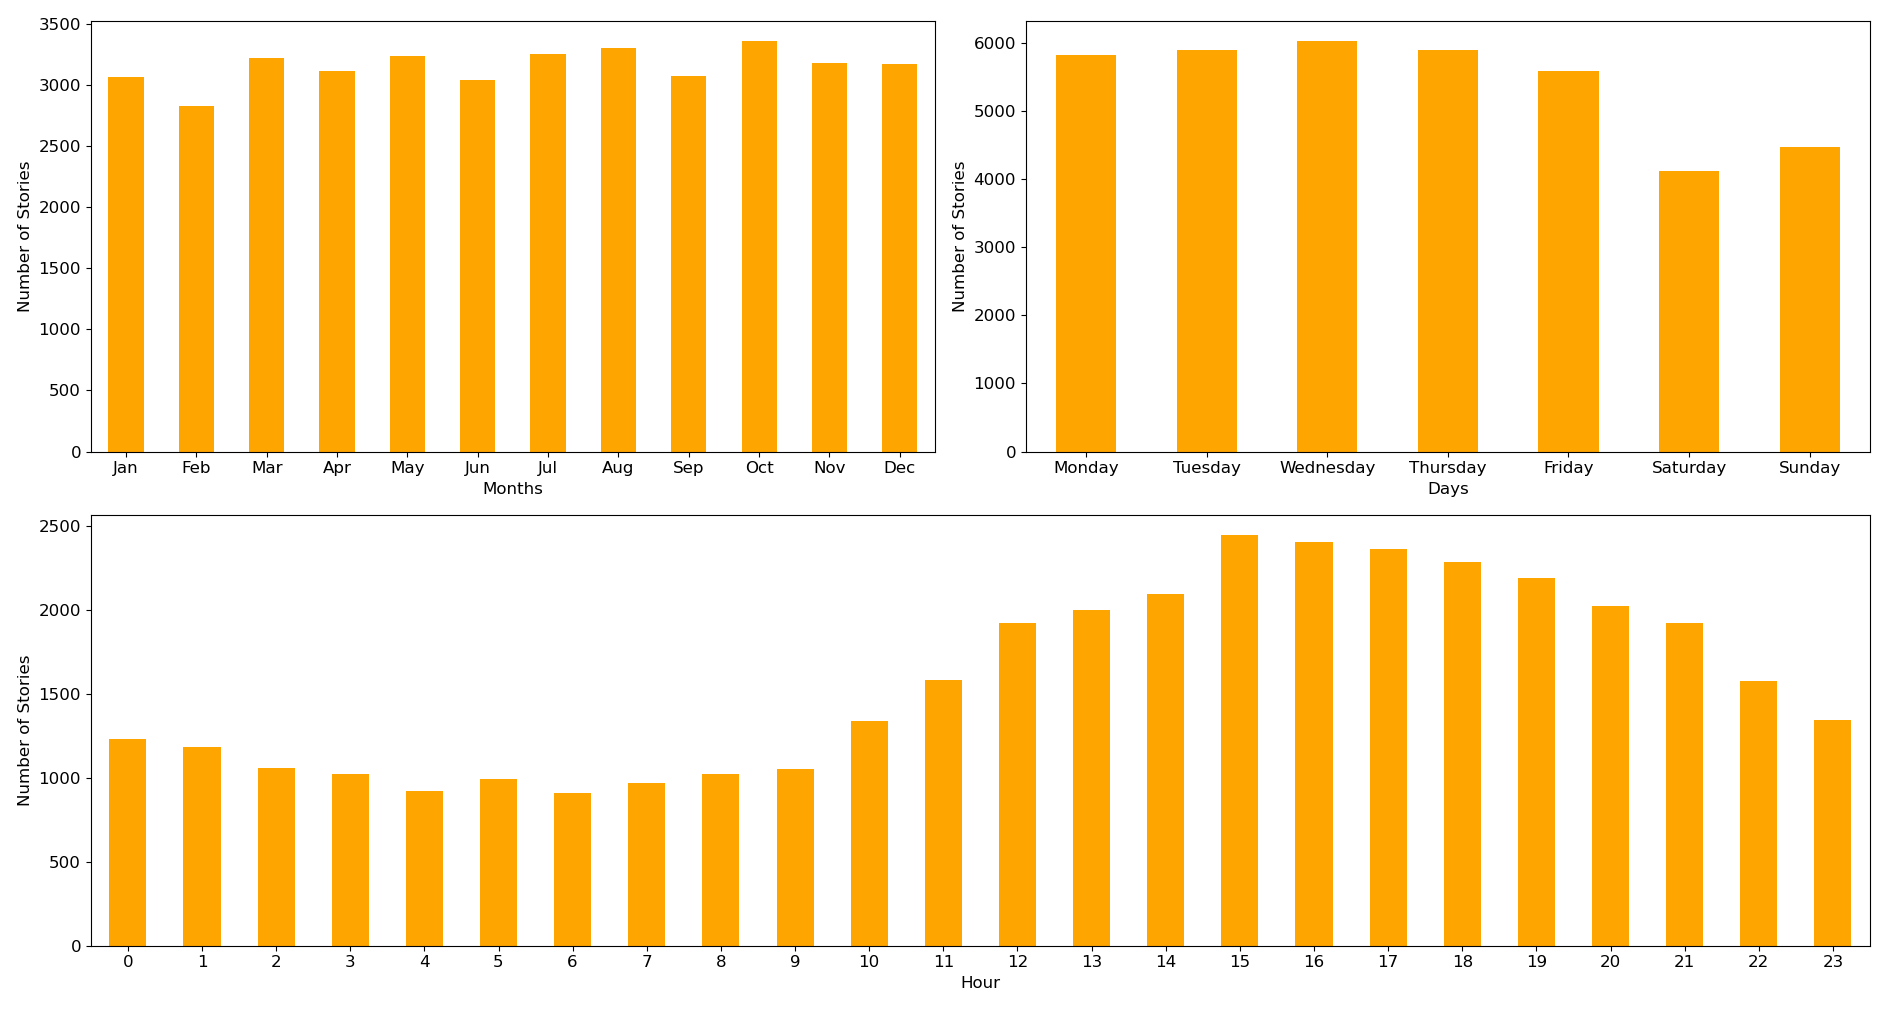 3500
3000
2500
2000
1500
1000
500
0
Number of Stories
Jan Feb Mar Apr May Jun Jul Aug Sep Oct Nov Dec
Months
6000
5000
4000
3000
2000
1000
0
Number of Stories
Monday Tuesday Wednesday Thursday Friday Saturday Sunday
Days
2500
2000
1500
1000
500
0
Number of Stories
0 1 2 3 4 5 6 7 8 9 10 11 12 13 14 15 16 17 18 19 20 21 22 23
Hour